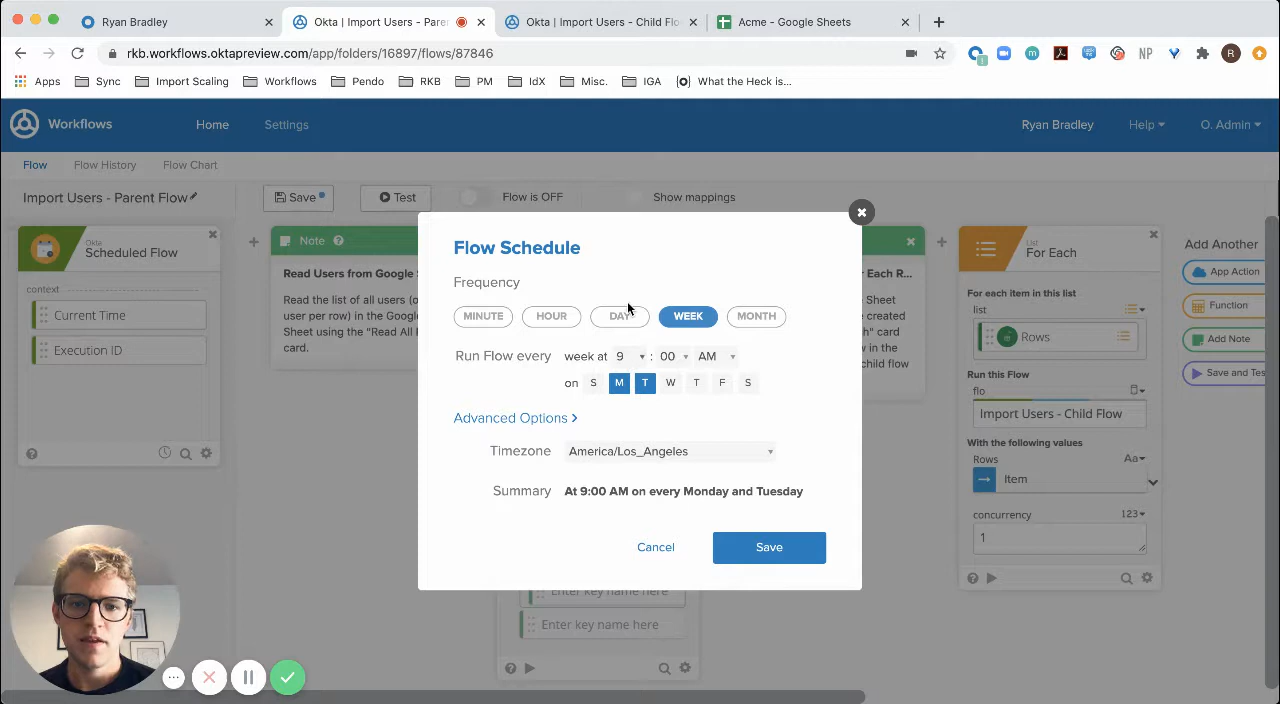 Ryan Bradley
Okta | Import Users - Pare
Okta | Import Users - Child Flo
Acme - Google Sheets
rkb.workflows.oktapreview.com/app/folders/16897/flows/87846
NP
R
Apps
Sync
Import Scaling
Workflows
Pendo
RKB
PM
IdX
Misc.
IGA
What the Heck is...
Workflows
Home
Settings
Ryan Bradley
Help
O. Admin
Flow
Flow History
Flow Chart
Import Users - Parent Flow
Save
Test
Flow is OFF
Show mappings
Okta
Scheduled Flow
context
Current Time
Execution ID
Note
Read Users from Google
Read the list of all users (o
user per row) in the Google
Sheet using the "Read All
card.
Flow Schedule
Frequency
MINUTE
HOUR
DAY
WEEK
MONTH
Run Flow every week at 9 : 00 AM
on S M T W T F S
Advanced Options >
Timezone America/Los_Angeles
Summary At 9:00 AM on every Monday and Tuesday
Cancel
Save
Enter key name here
Enter key name here
r Each R...
Sheet
h" card
w in the
child flow
List
For Each
For each item in this list
list
Rows
Run this Flow
flo
Import Users - Child Flow
With the following values
Rows
Aa
Item
concurrency
123
1
Add Another
App Action
Function
Add Note
Save and Tes